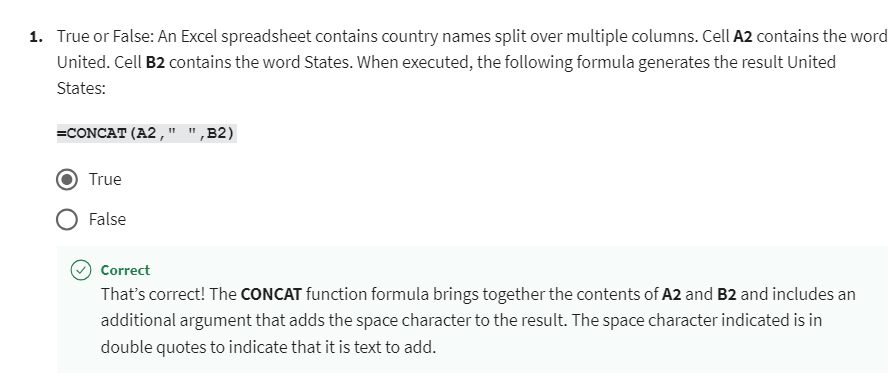 1. True or False: An Excel spreadsheet contains country names split over multiple columns. Cell A2 contains the word
United. Cell B2 contains the word States. When executed, the following formula generates the result United
States:
=CONCAT(A2," ",B2)
True
False
Correct
That’s correct! The CONCAT function formula brings together the contents of A2 and B2 and includes an
additional argument that adds the space character to the result. The space character indicated is in
double quotes to indicate that it is text to add.